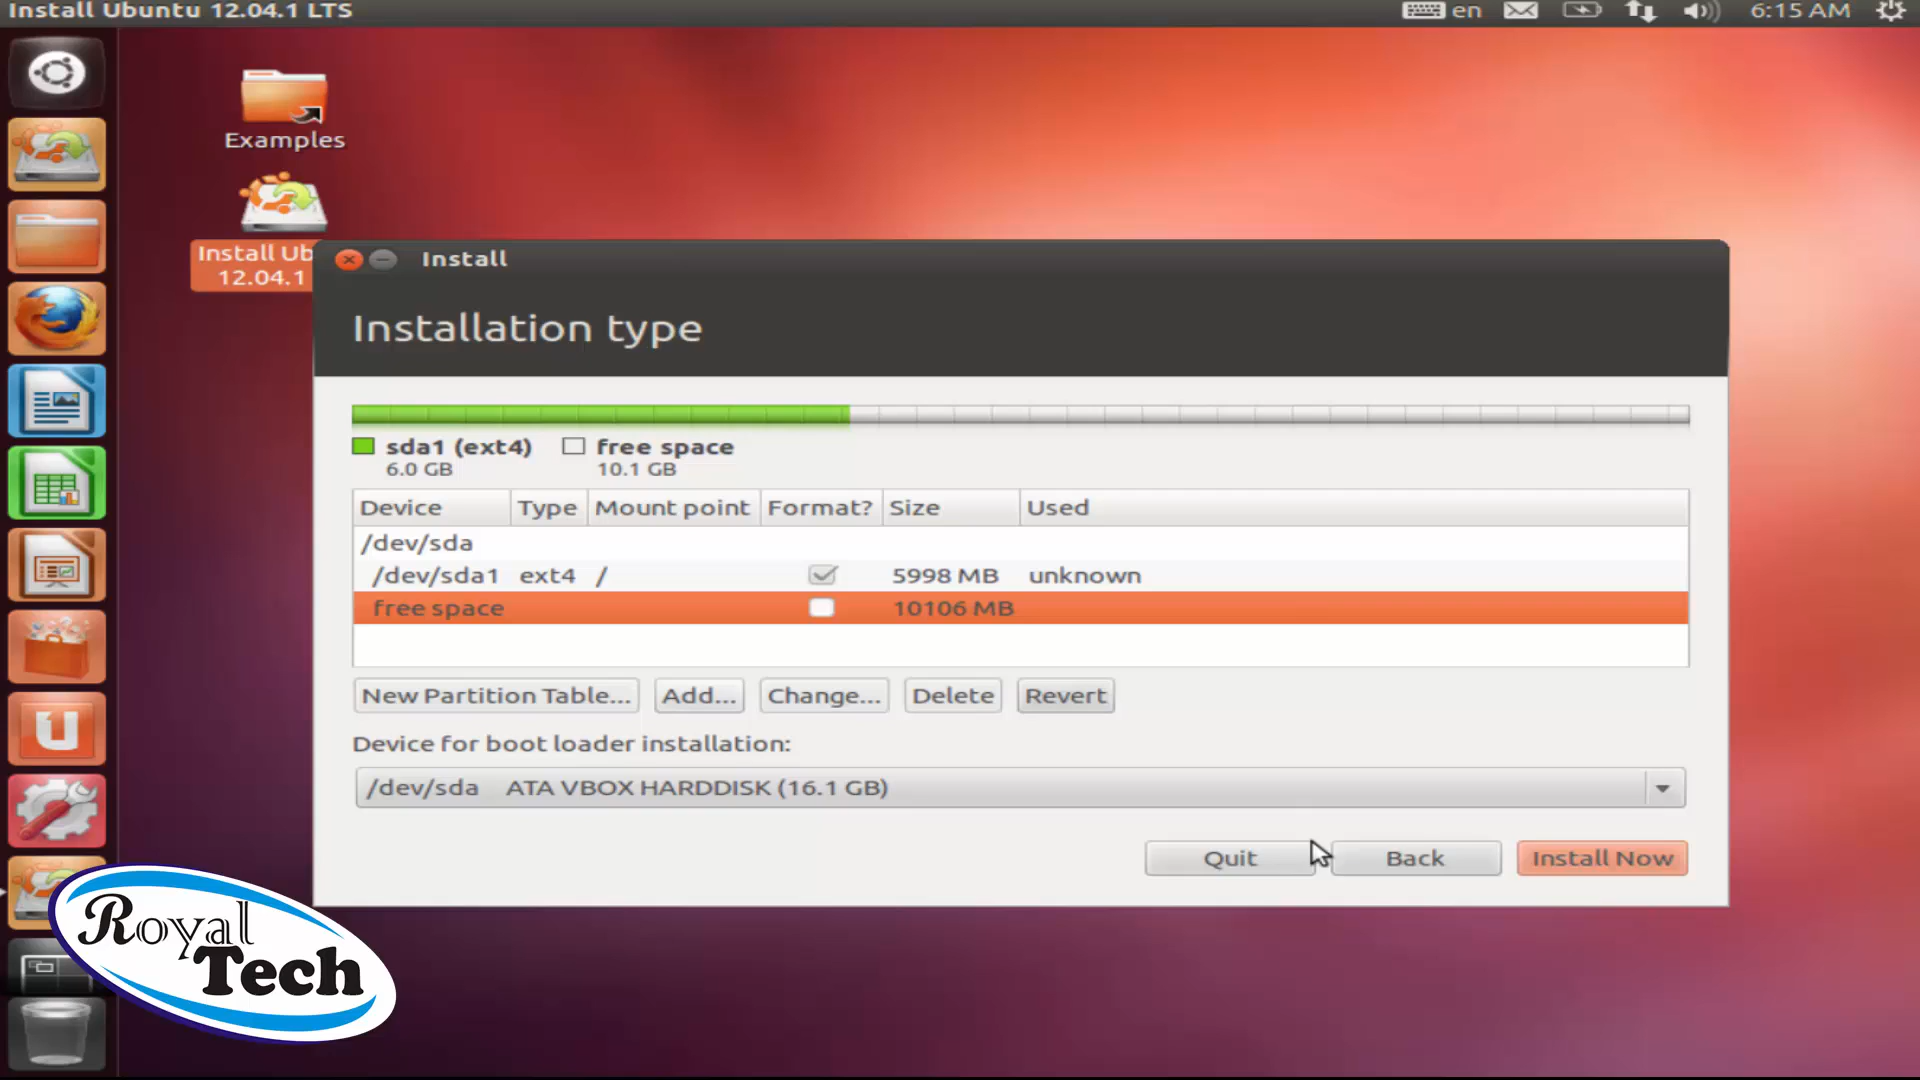 Install Ubuntu 12.04.1 LTS
en
6:15 AM
Examples
Install Ub
12.04.1
Install
Installation type
sda1 (ext4)
6.0 GB
free space
10.1 GB
Device Type Mount point Format? Size Used
/dev/sda
/dev/sda1 ext4 / 5998 MB unknown
free space 10106 MB
New Partition Table... Add... Change... Delete Revert
Device for boot loader installation:
/dev/sda ATA VBOX HARDDISK (16.1 GB)
Quit Back Install Now
Royal
Tech